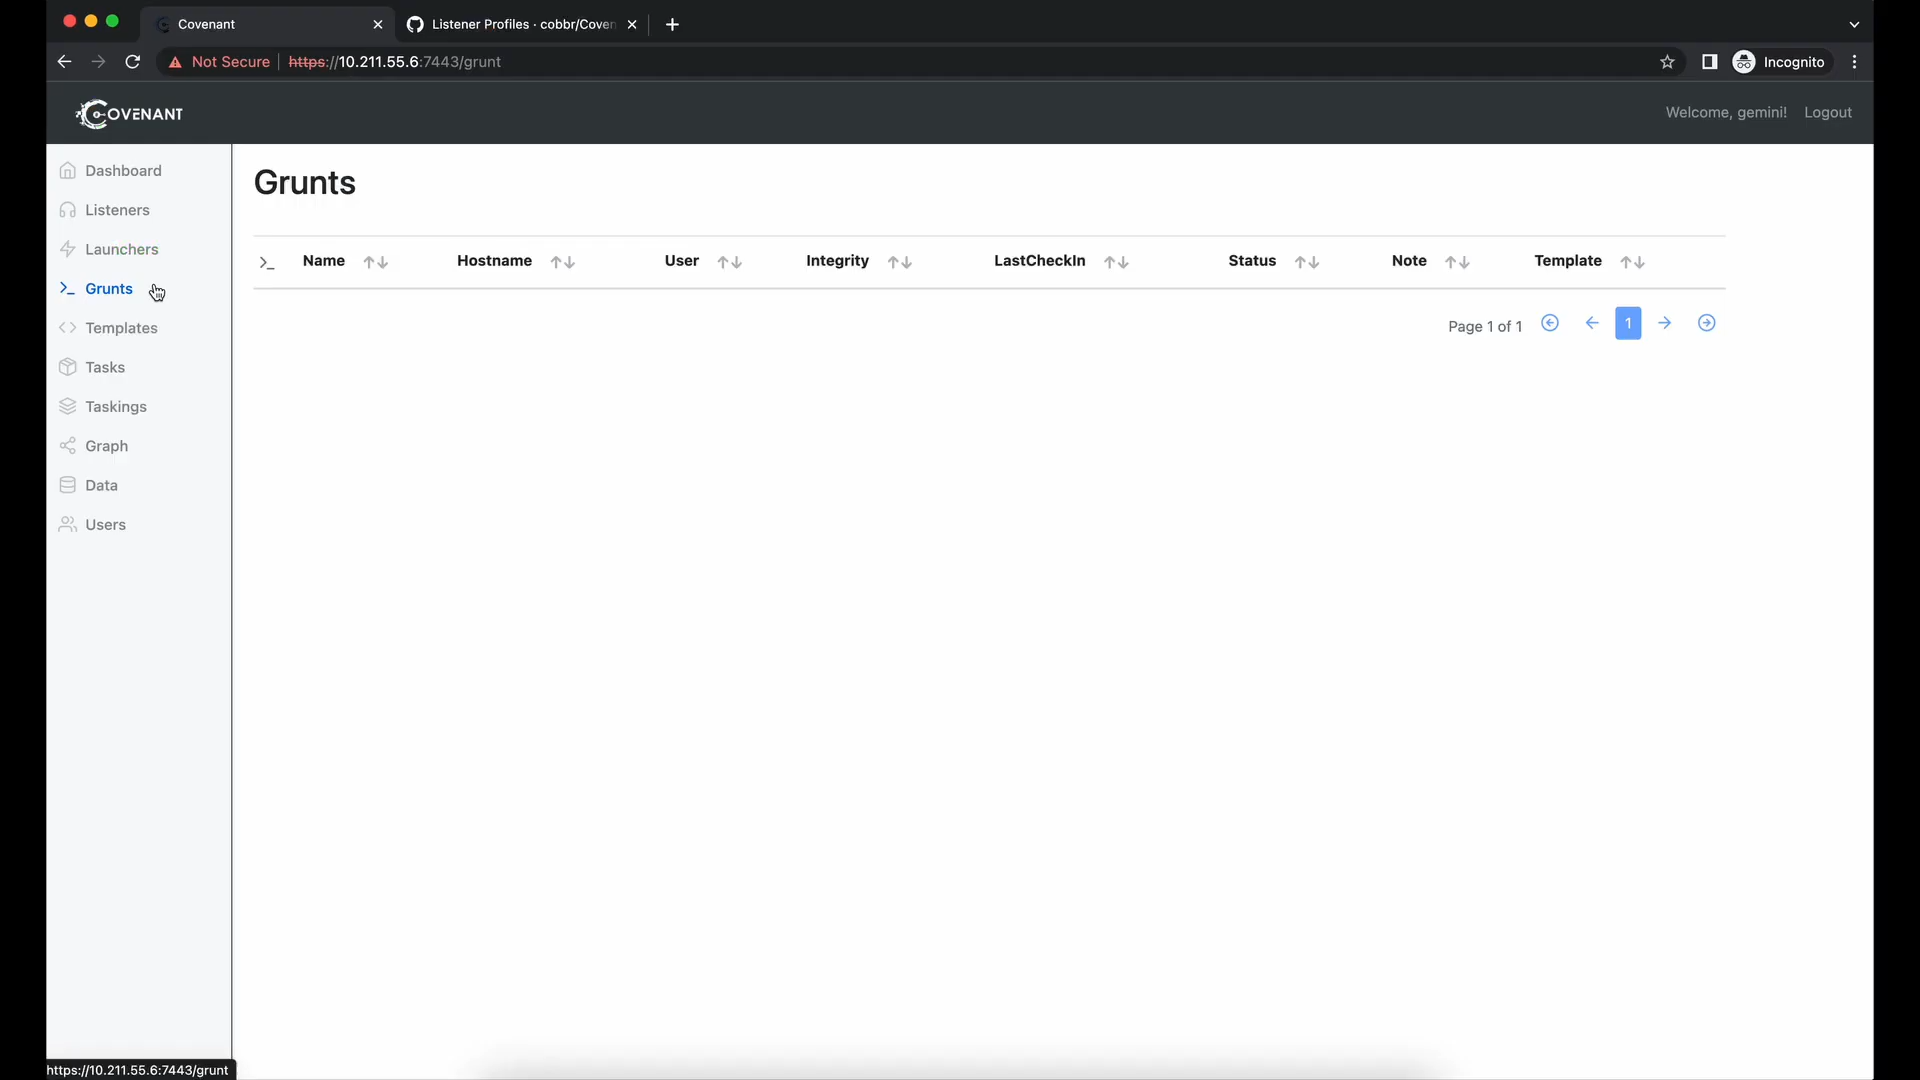 Covenant
Listener Profiles · cobbr/Coven
Not Secure
https://10.211.55.6:7443/grunt
Incognito
COVENANT
Welcome, gemini!
Logout
Dashboard
Listeners
Launchers
>_ Grunts
Templates
Tasks
Taskings
Graph
Data
Users
Grunts
>_ Name Hostname User Integrity LastCheckIn Status Note Template
Page 1 of 1
1
https://10.211.55.6:7443/grunt